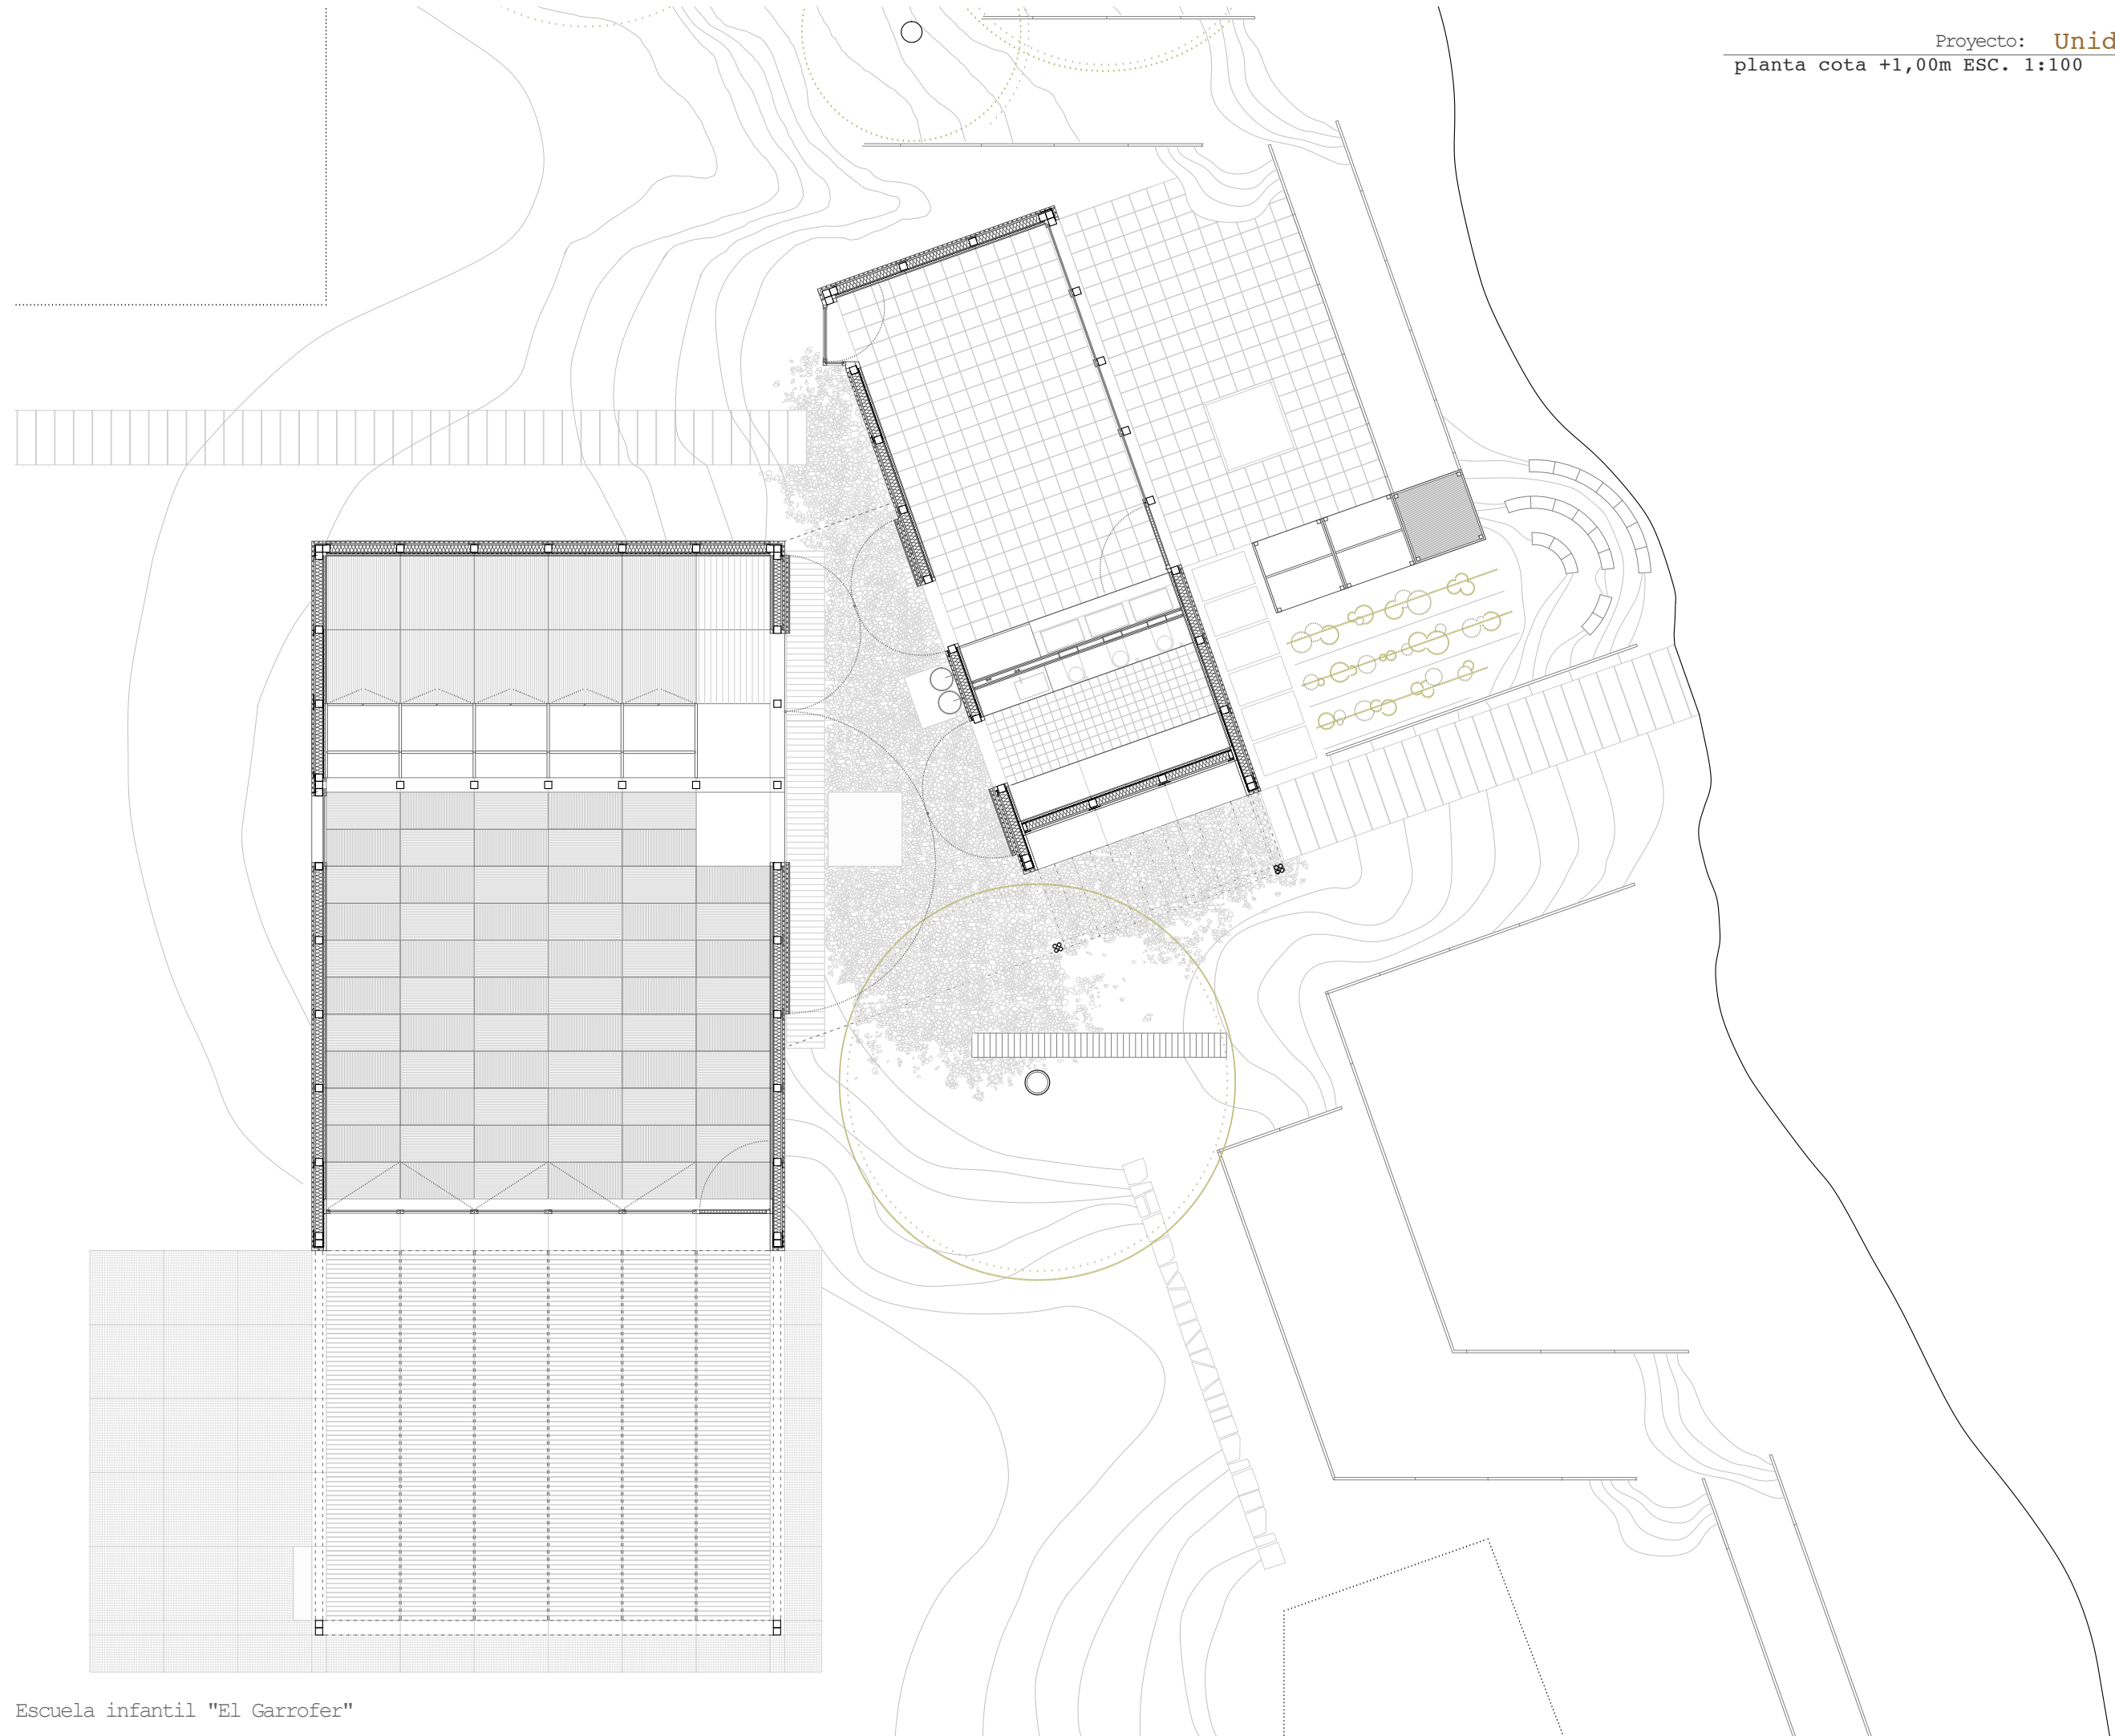 Proyecto: Unid
planta cota +1,00m ESC. 1:100
Escuela infantil "El Garrofer"